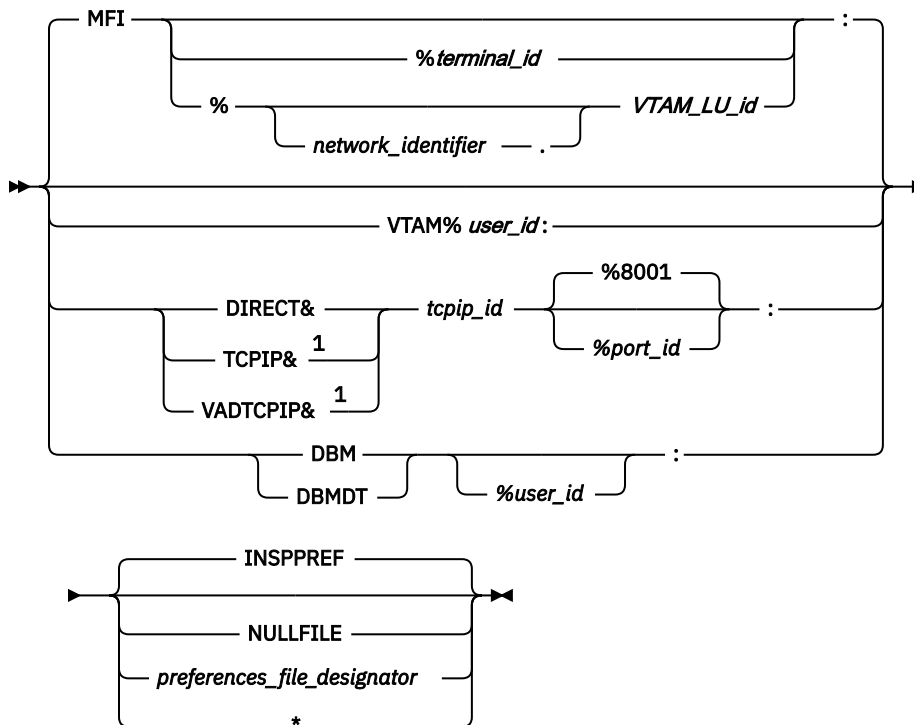 MFI :
%terminal_id
% VTAM_LU_id
network_identifier .
VTAM% user_id:
%8001
DIRECT& tcpip_id :
%port_id
TCPIP& 1
VADTCPIP& 1
DBM :
DBMDT %user_id
INSPPREF
NULLFILE
preferences_file_designator
*